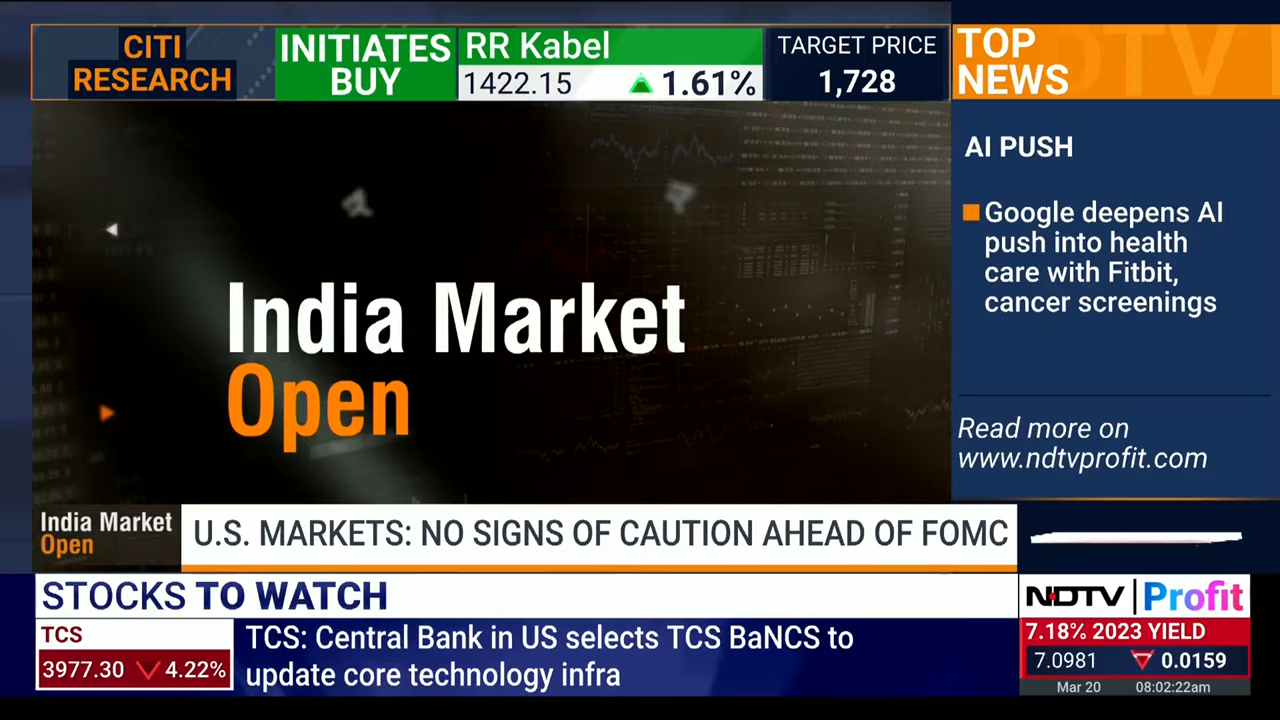 CITI
RESEARCH
INITIATES
BUY
RR Kabel
1422.15 1.61%
TARGET PRICE
1,728
TOP
NEWS
AI PUSH
Google deepens AI
push into health
care with Fitbit,
cancer screenings
Read more on
www.ndtvprofit.com
India Market
Open
India Market
Open
U.S. MARKETS: NO SIGNS OF CAUTION AHEAD OF FOMC
STOCKS TO WATCH
TCS
3977.30 4.22%
TCS: Central Bank in US selects TCS BaNCS to
update core technology infra
NDTV Profit
7.18% 2023 YIELD
7.0981 0.0159
Mar 20 08:02:22am